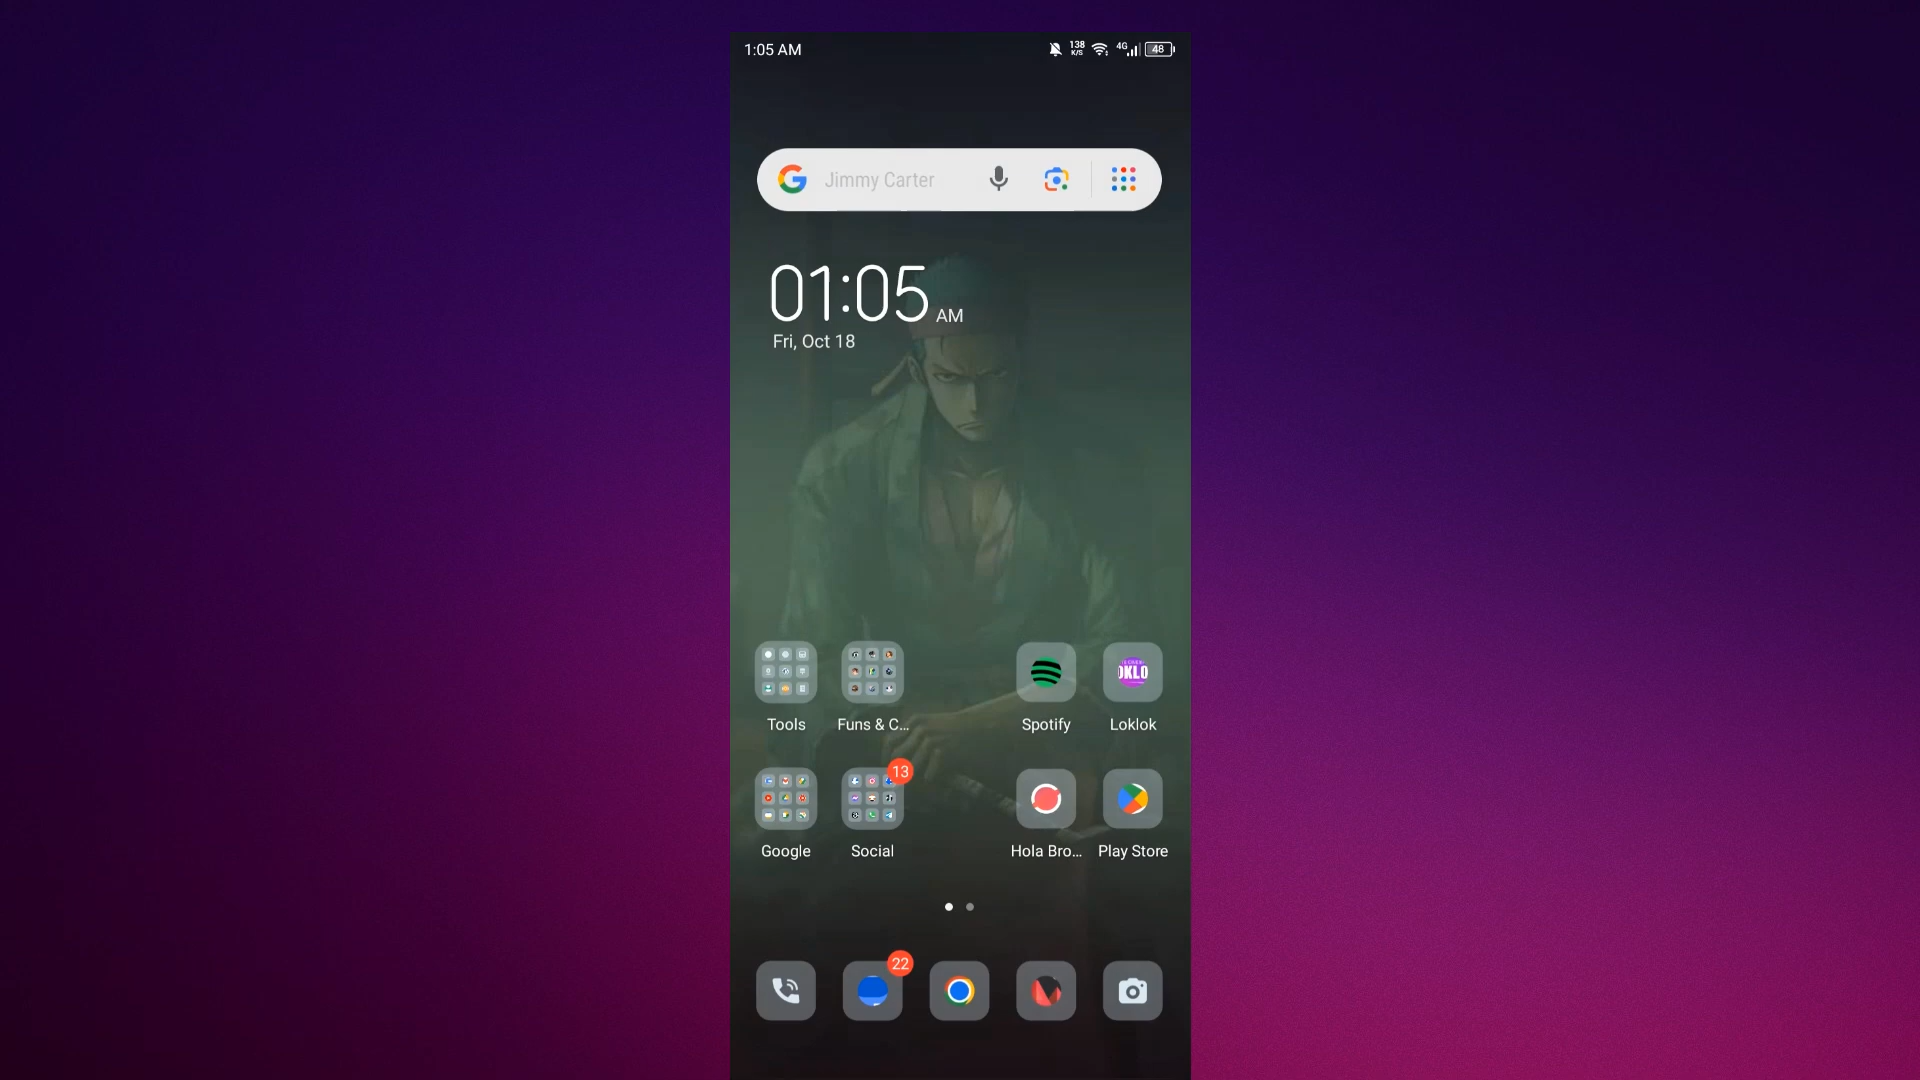 1:05 AM
138
K/S
4G
48
Jimmy Carter
01:05 AM
Fri, Oct 18
Tools
Funs & C...
Spotify
Loklok
OKLO
13
Google
Social
Hola Bro...
Play Store
22